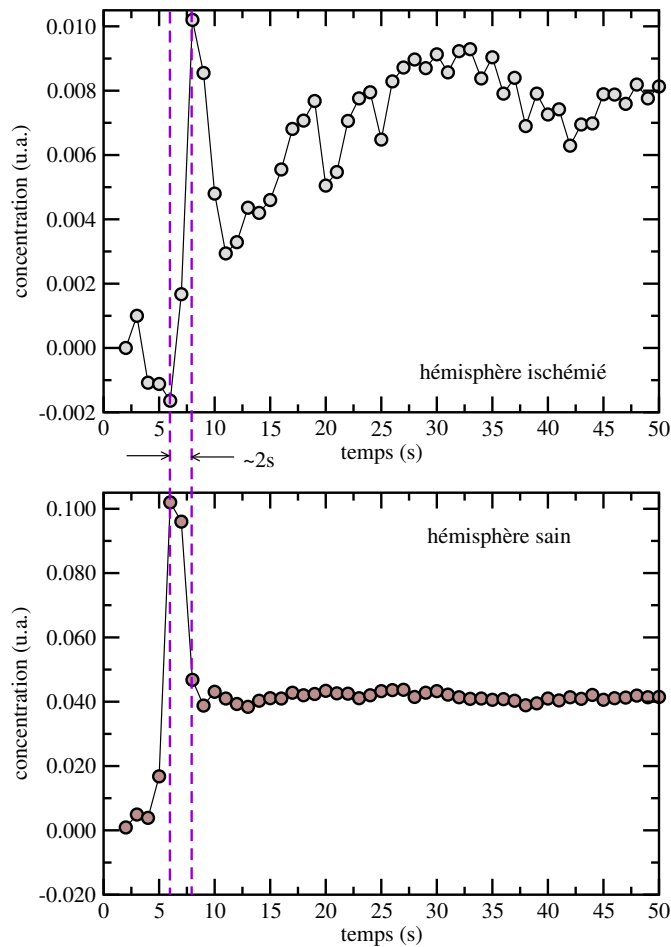 0.010
0.008
0.006
0.004
0.002
0.000
-0.002
concentration (u.a.)
hémisphère ischémié
0 5 10 15 20 25 30 35 40 45 50
temps (s)
~2s
0.100
0.080
0.060
0.040
0.020
0.000
-0.020
concentration (u.a.)
hémisphère sain
0 5 10 15 20 25 30 35 40 45 50
temps (s)